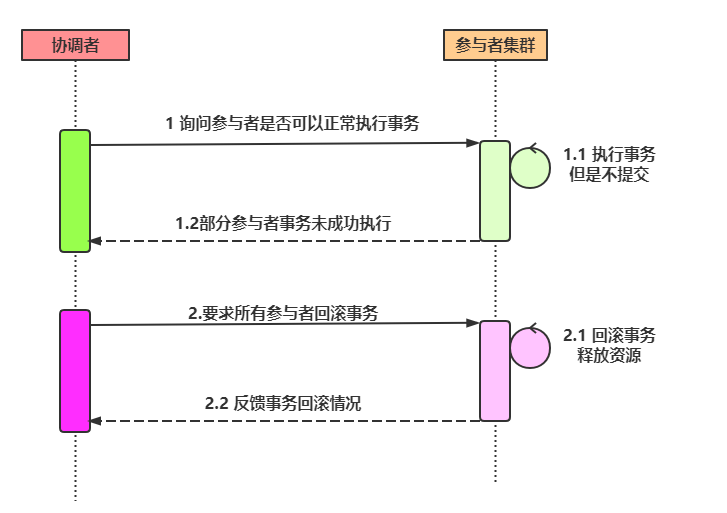 协调者
参与者集群
1 询问参与者是否可以正常执行事务
1.1 执行事务
但是不提交
1.2部分参与者事务未成功执行
2.要求所有参与者回滚事务
2.1 回滚事务
释放资源
2.2 反馈事务回滚情况